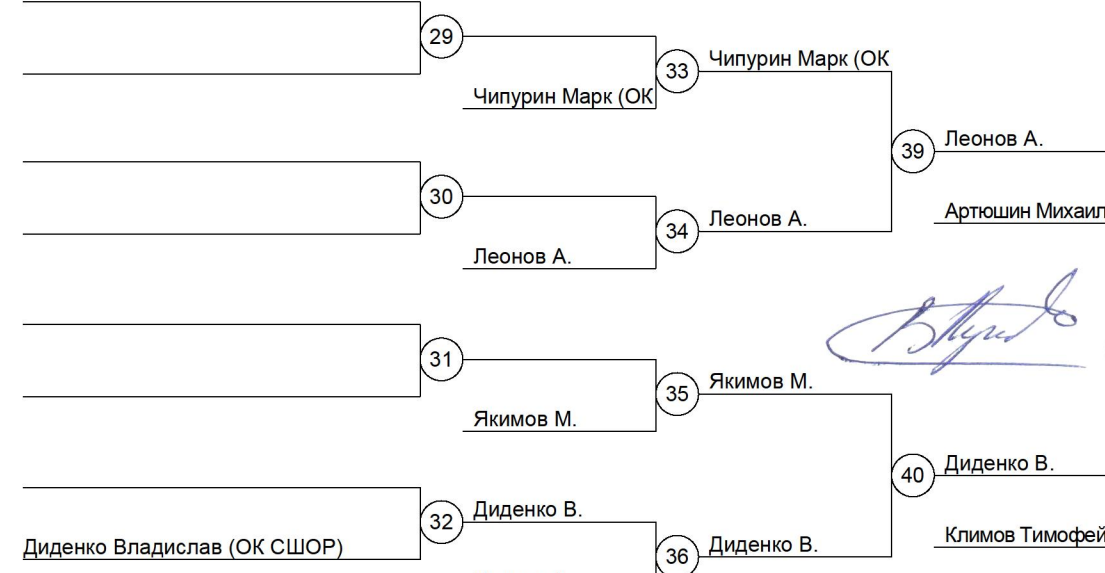 29
Чипурин Марк (ОК
33
Чипурин Марк (ОК
39
Леонов А.
Артюшин Михаил
30
Леонов А.
34
Леонов А.
31
Якимов М.
35
Якимов М.
40
Диденко В.
Климов Тимофей
32
Диденко В.
Диденко Владислав (ОК СШОР)
36
Диденко В.